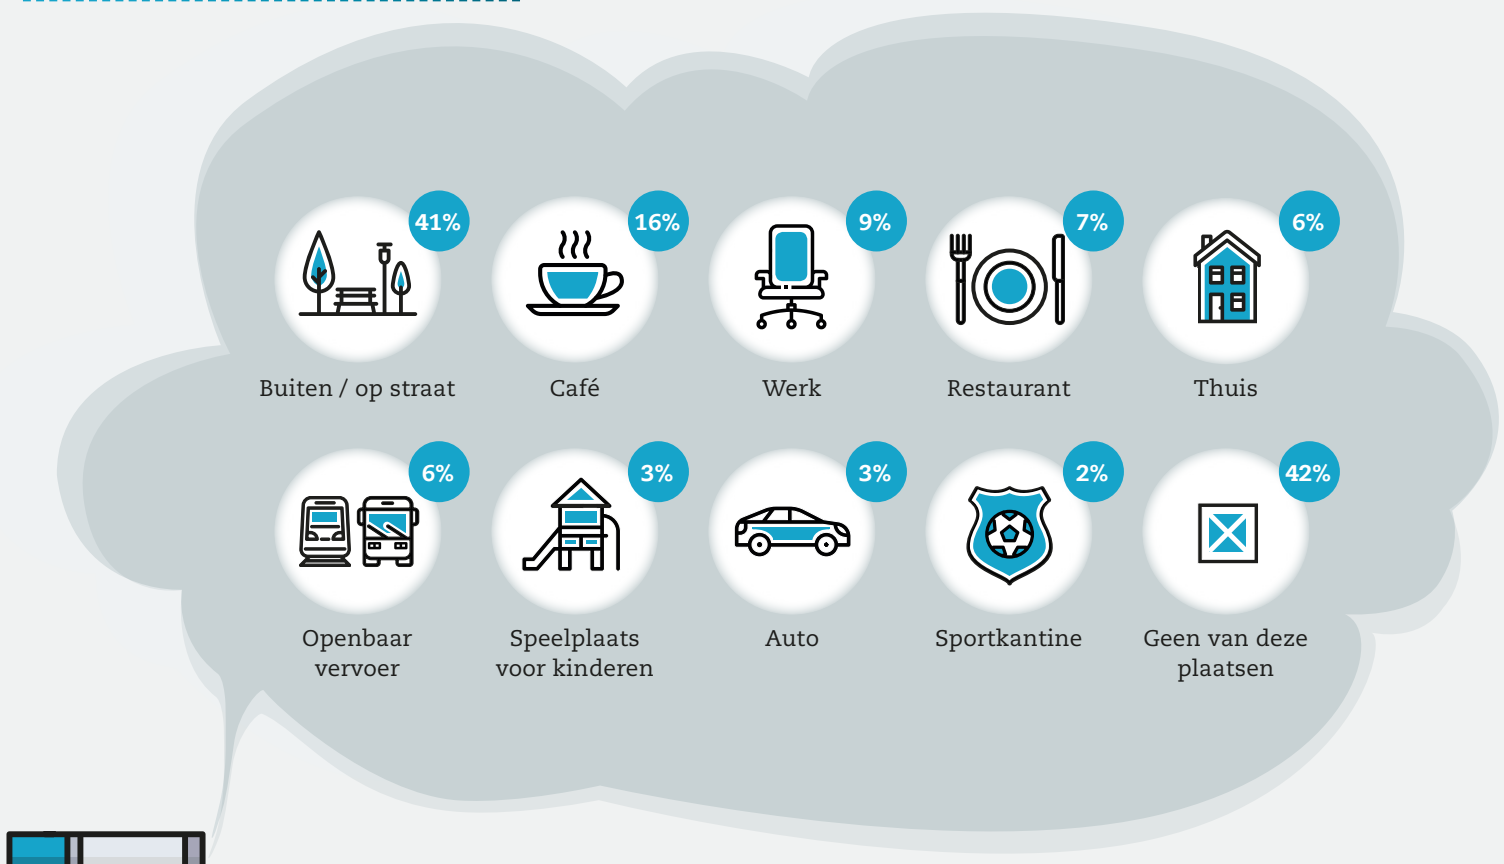 41%
16%
9%
7%
6%
Buiten / op straat
Café
Werk
Restaurant
Thuis
6%
3%
3%
2%
42%
Openbaar
vervoer
Speelplaats
voor kinderen
Auto
Sportkantine
Geen van deze
plaatsen